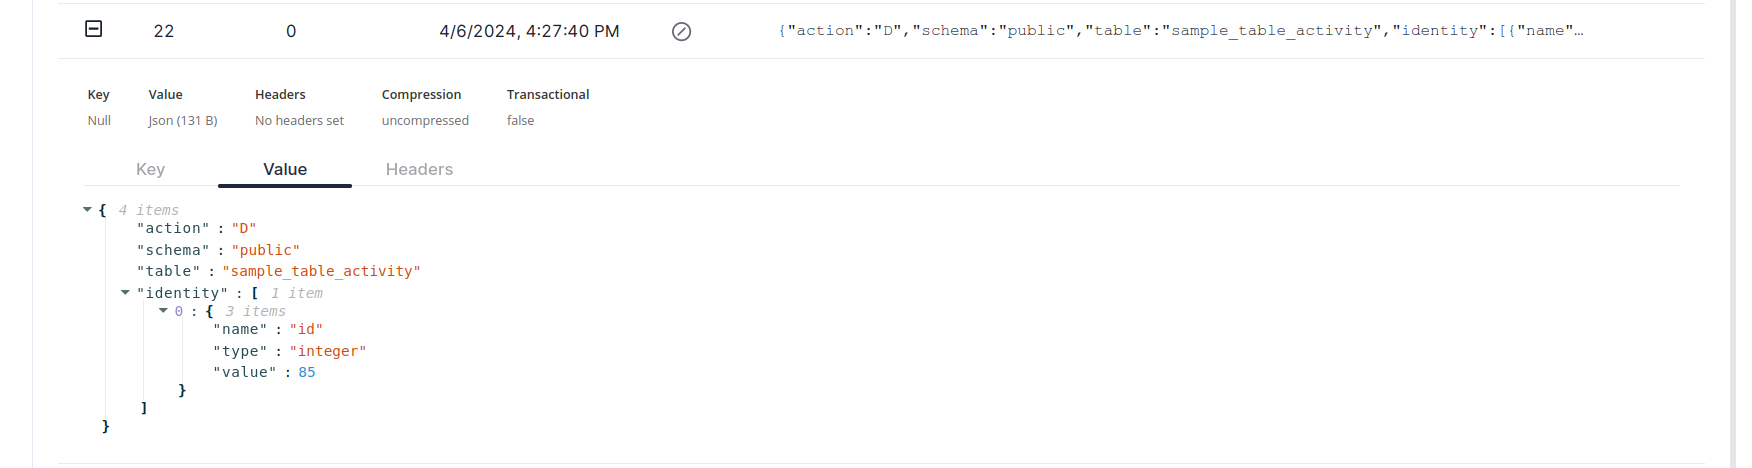 22 0 4/6/2024, 4:27:40 PM {"action":"D","schema":"public","table":"sample_table_activity","identity":[{"name"…
Key Value Headers Compression Transactional
Null Json (131 B) No headers set uncompressed false
Key Value Headers
{ 4 items
"action" : "D"
"schema" : "public"
"table" : "sample_table_activity"
"identity" : [ 1 item
0 : { 3 items
"name" : "id"
"type" : "integer"
"value" : 85
}
]
}